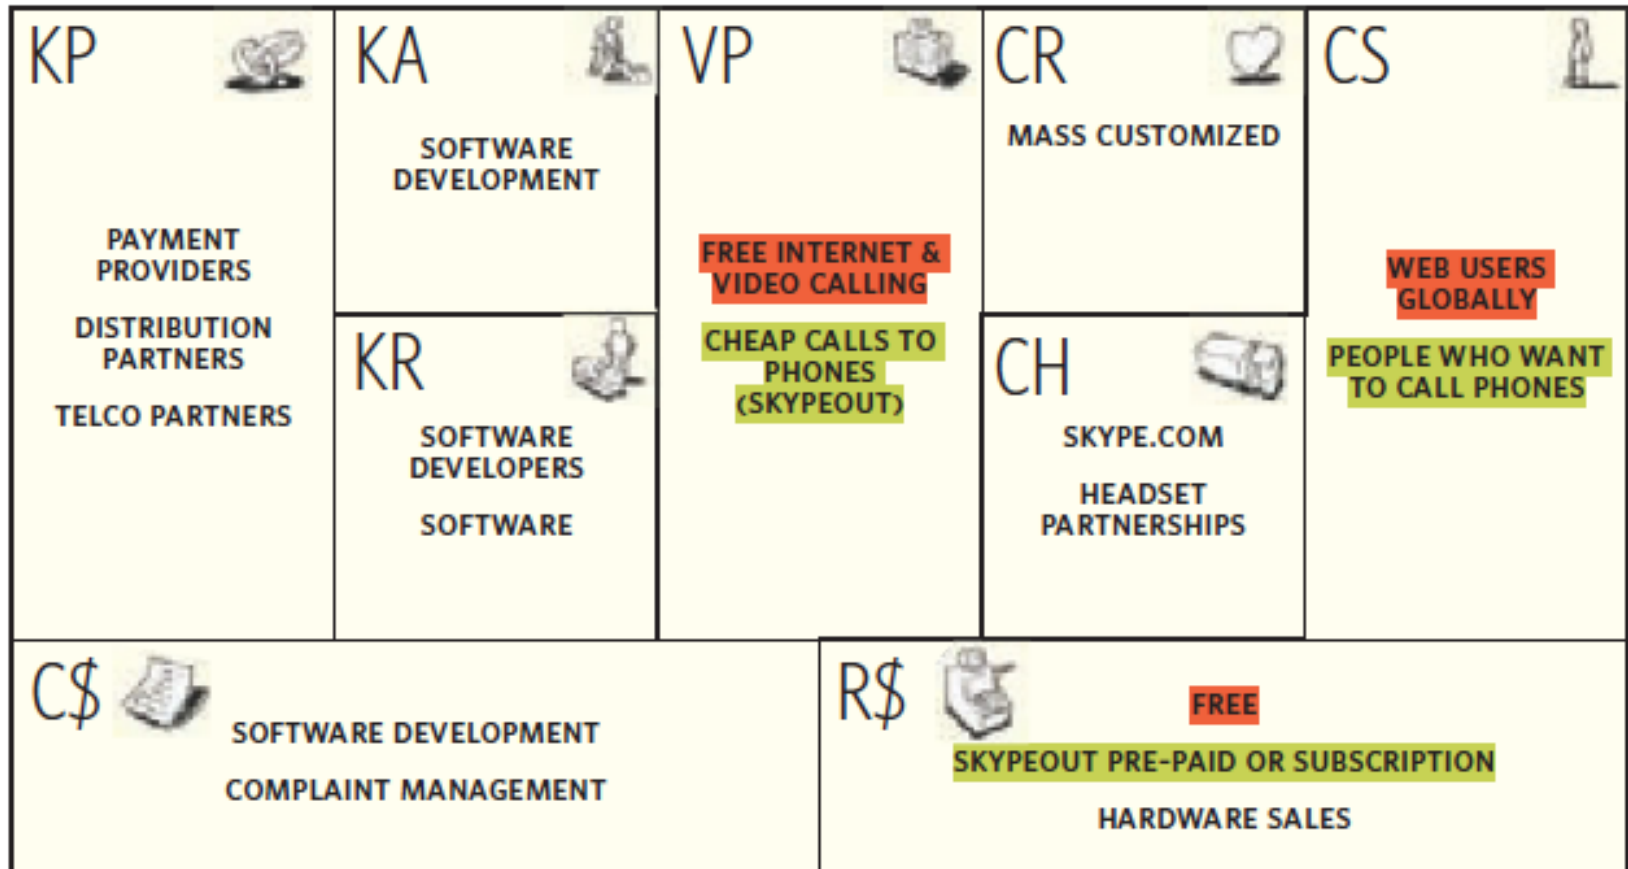 KP
PAYMENT
PROVIDERS
DISTRIBUTION
PARTNERS
TELCO PARTNERS
KA
SOFTWARE
DEVELOPMENT
KR
SOFTWARE
DEVELOPERS
SOFTWARE
VP
FREE INTERNET &
VIDEO CALLING
CHEAP CALLS TO
PHONES
(SKYPEOUT)
CR
MASS CUSTOMIZED
CH
SKYPE.COM
HEADSET
PARTNERSHIPS
CS
WEB USERS
GLOBALLY
PEOPLE WHO WANT
TO CALL PHONES
C$
SOFTWARE DEVELOPMENT
COMPLAINT MANAGEMENT
R$
FREE
SKYPEOUT PRE-PAID OR SUBSCRIPTION
HARDWARE SALES